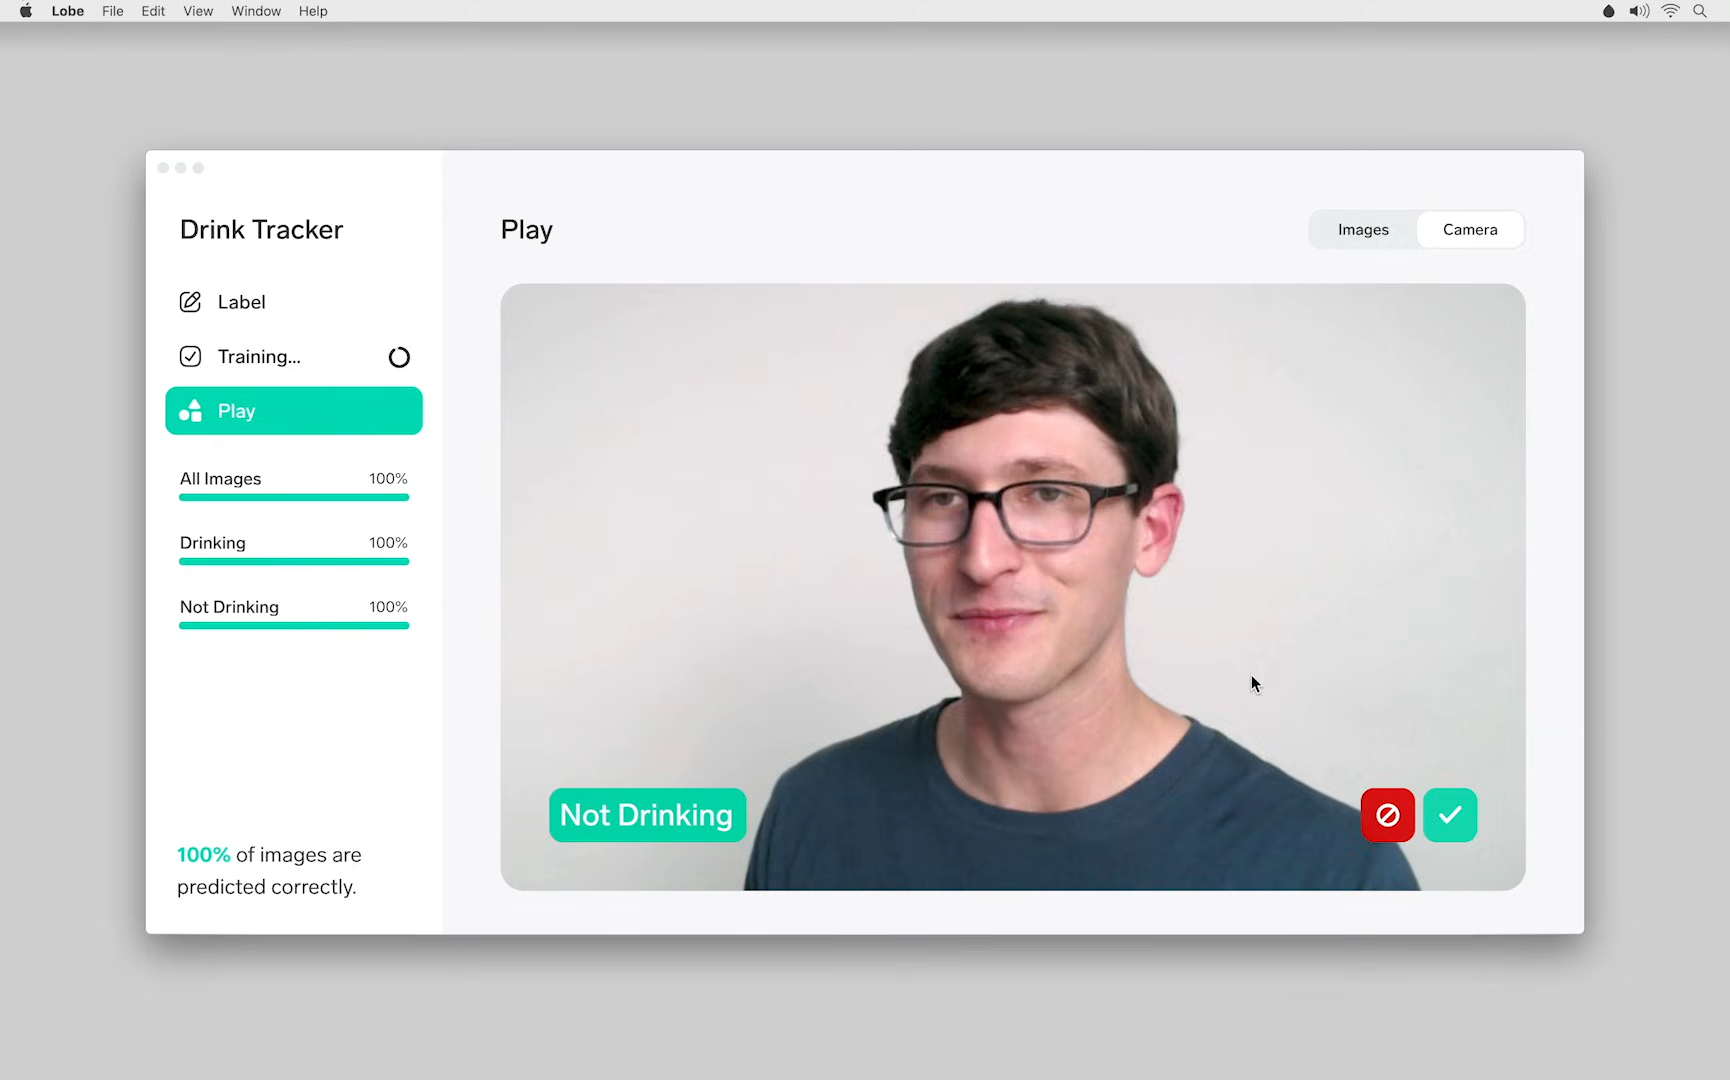 Lobe File Edit View Window Help
Drink Tracker
Label
Training...
Play
All Images 100%
Drinking 100%
Not Drinking 100%
100% of images are
predicted correctly.
Play
Images Camera
Not Drinking